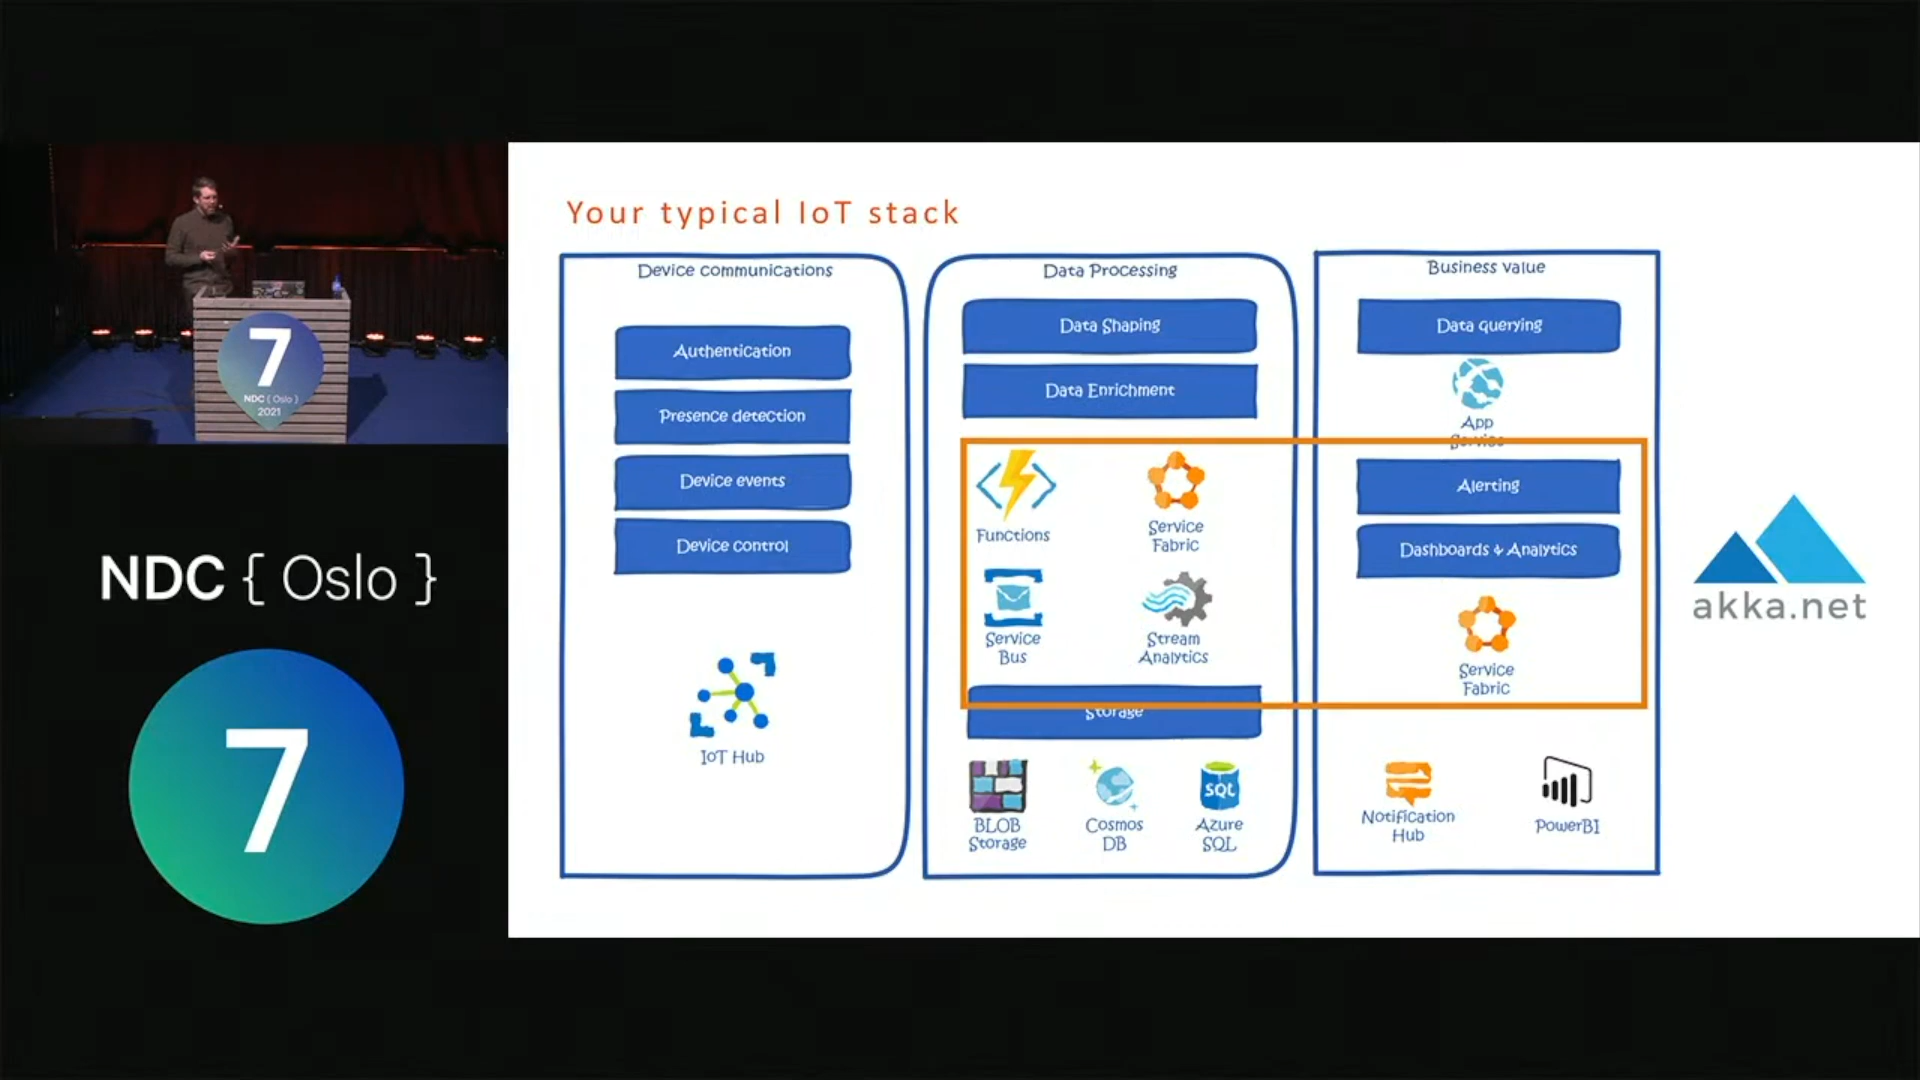 7
NDC { Oslo }
2021
NDC { Oslo }
7
Your typical IoT stack
Device communications
Authentication
Presence detection
Device events
Device control
IoT Hub
Data Processing
Data Shaping
Data Enrichment
Functions
Service
Fabric
Service
Bus
Stream
Analytics
Storage
BLOB
Storage
Cosmos
DB
SQL
Azure
SQL
Business value
Data querying
App
Service
Alerting
Dashboards & Analytics
Service
Fabric
Notification
Hub
PowerBI
akka.net